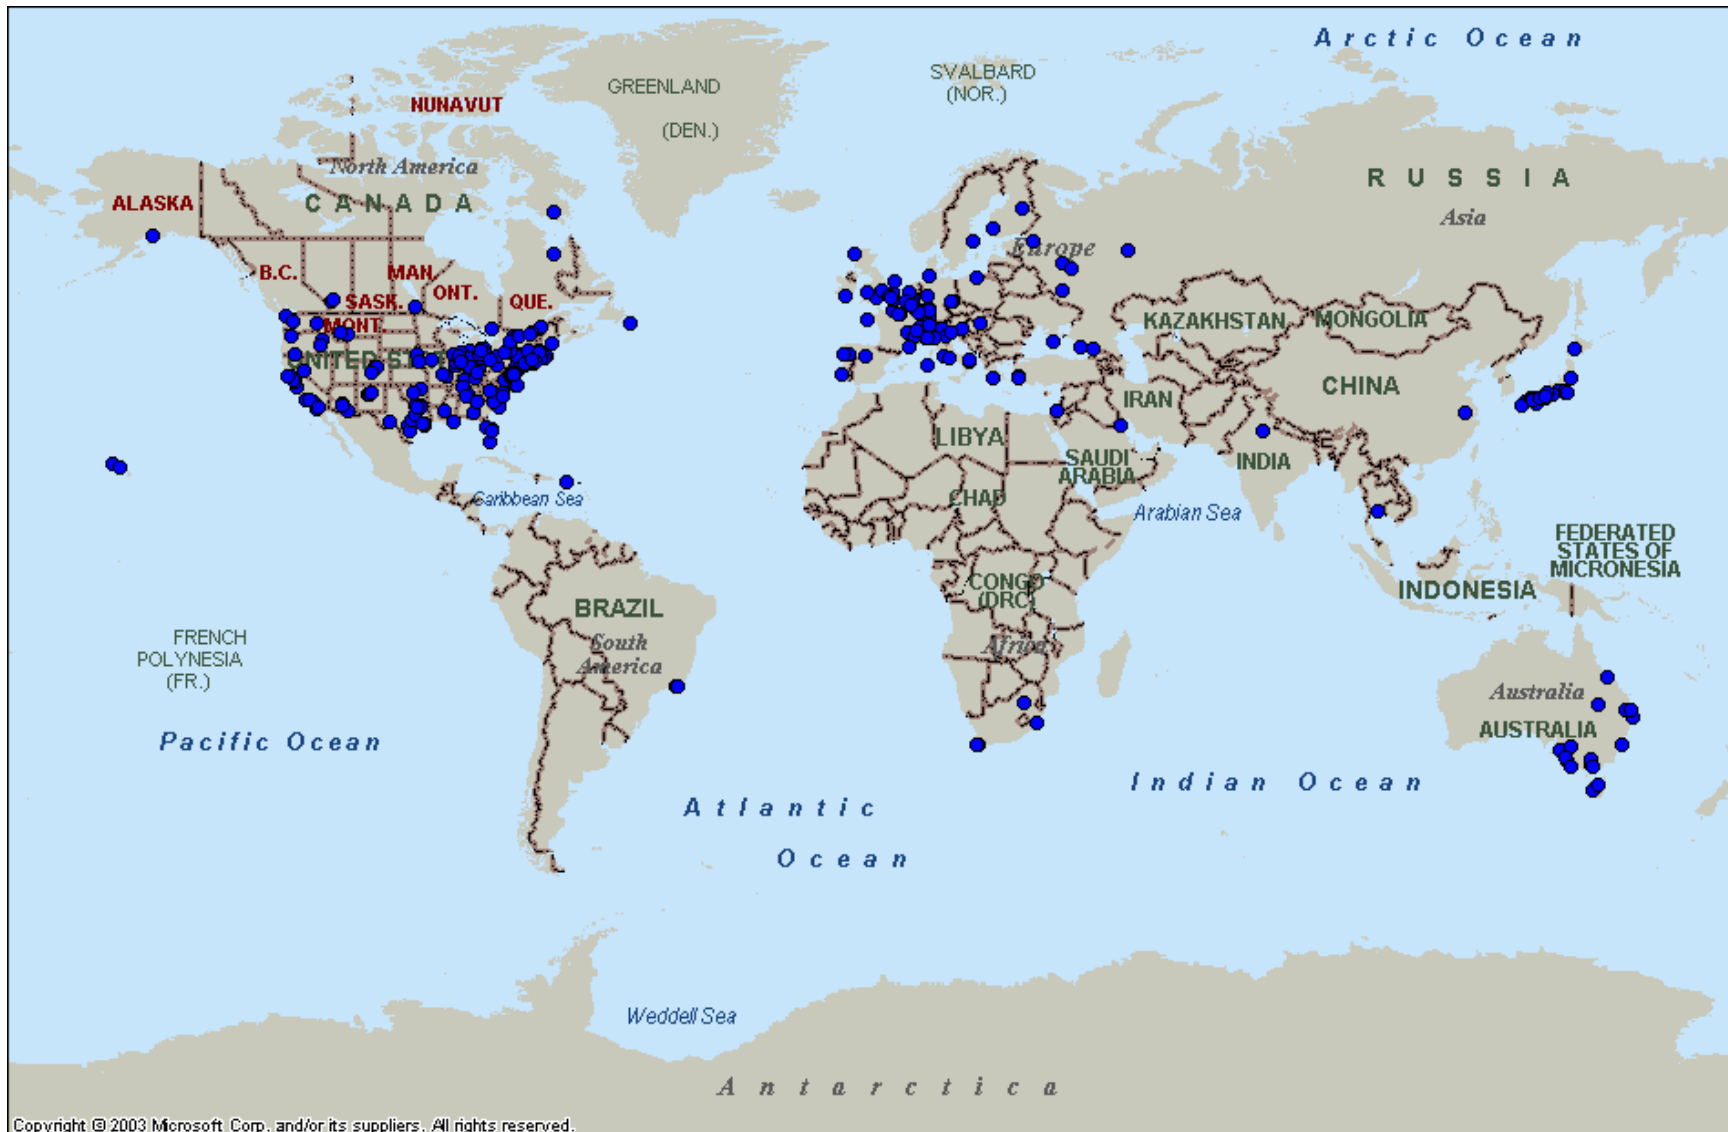 Arctic Ocean
GREENLAND
(DEN.)
SVALBARD
(NOR.)
NUNAVUT
North America
CANADA
ALASKA
RUSSIA
Asia
Europe
B.C.
MAN.
SASK.
ONT.
QUE.
MONT.
UNITED STAT
KAZAKHSTAN
MONGOLIA
CHINA
IRAN
LIBYA
SAUDI
ARABIA
INDIA
CHAD
Caribbean Sea
Arabian Sea
FEDERATED
STATES OF
MICRONESIA
CONGO
(DRC)
INDONESIA
BRAZIL
South
America
Africa
FRENCH
POLYNESIA
(FR.)
Australia
AUSTRALIA
Pacific Ocean
Indian Ocean
Atlantic
Ocean
Weddell Sea
Antarctica
Copyright © 2003 Microsoft Corp. and/or its suppliers. All rights reserved.